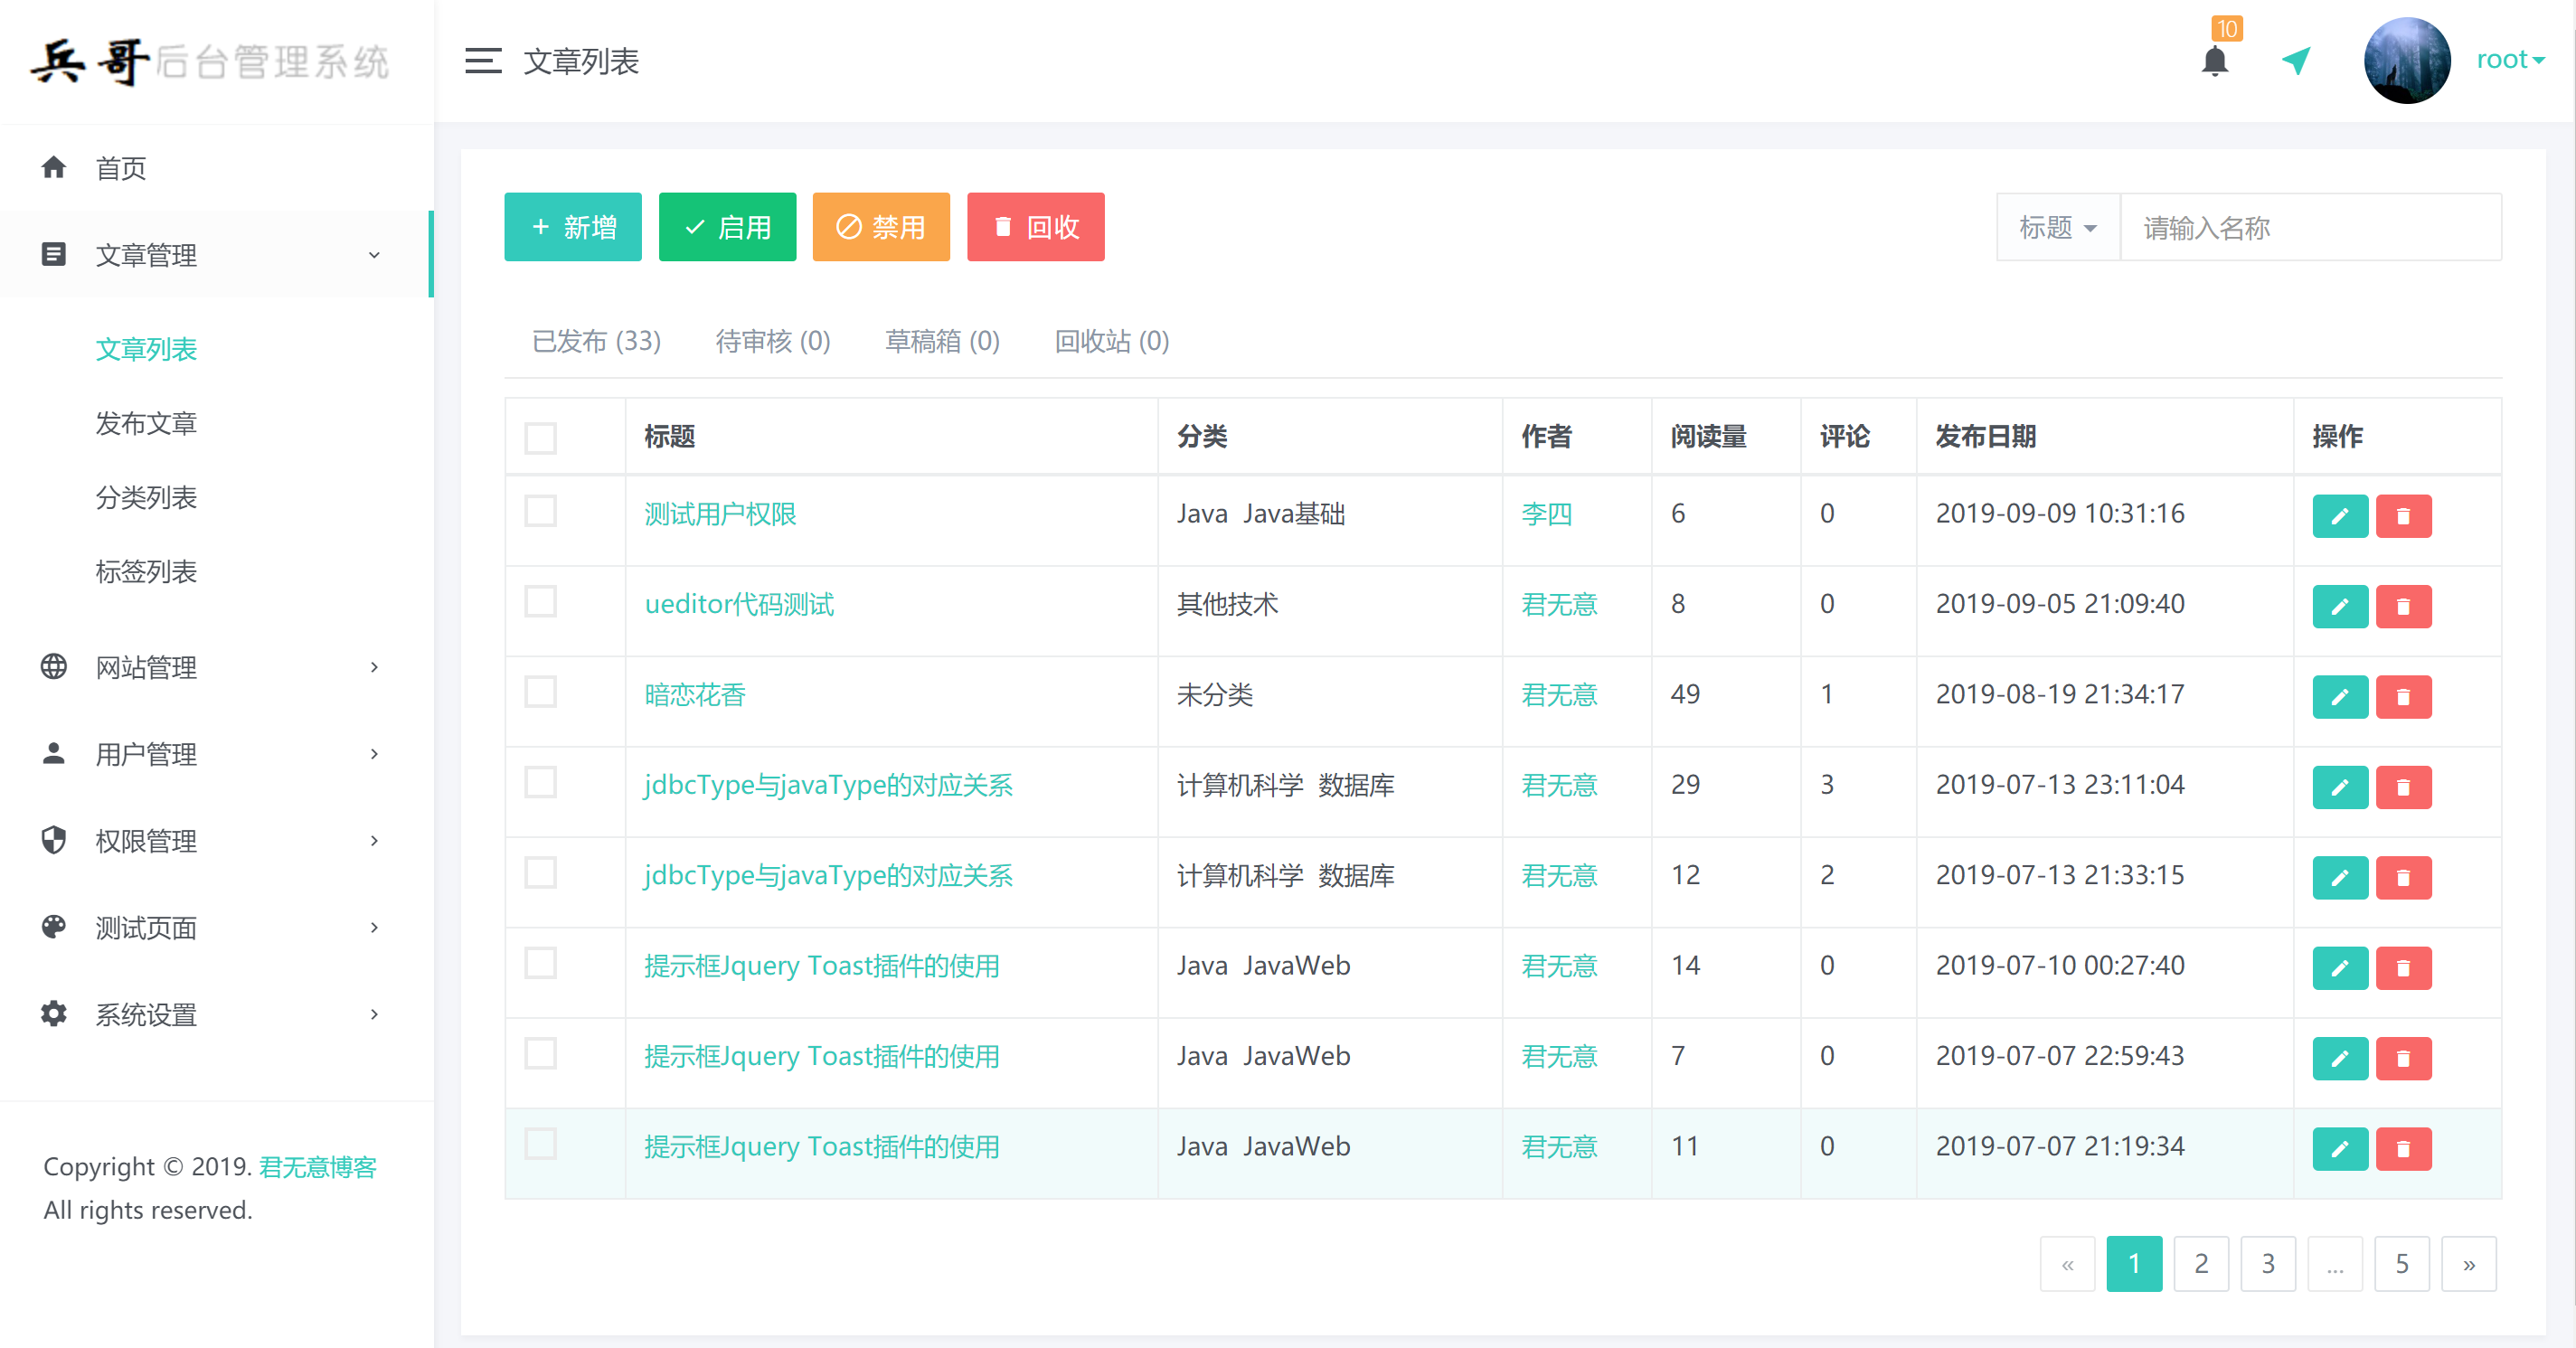 兵哥后台管理系统
文章列表
10
root
首页
文章管理
文章列表
发布文章
分类列表
标签列表
网站管理
用户管理
权限管理
测试页面
系统设置
Copyright © 2019. 君无意博客
All rights reserved.
+ 新增 启用 禁用 回收
标题 请输入名称
已发布 (33) 待审核 (0) 草稿箱 (0) 回收站 (0)
标题 分类 作者 阅读量 评论 发布日期 操作
测试用户权限 Java Java基础 李四 6 0 2019-09-09 10:31:16
ueditor代码测试 其他技术 君无意 8 0 2019-09-05 21:09:40
暗恋花香 未分类 君无意 49 1 2019-08-19 21:34:17
jdbcType与javaType的对应关系 计算机科学 数据库 君无意 29 3 2019-07-13 23:11:04
jdbcType与javaType的对应关系 计算机科学 数据库 君无意 12 2 2019-07-13 21:33:15
提示框Jquery Toast插件的使用 Java JavaWeb 君无意 14 0 2019-07-10 00:27:40
提示框Jquery Toast插件的使用 Java JavaWeb 君无意 7 0 2019-07-07 22:59:43
提示框Jquery Toast插件的使用 Java JavaWeb 君无意 11 0 2019-07-07 21:19:34
« 1 2 3 ... 5 »